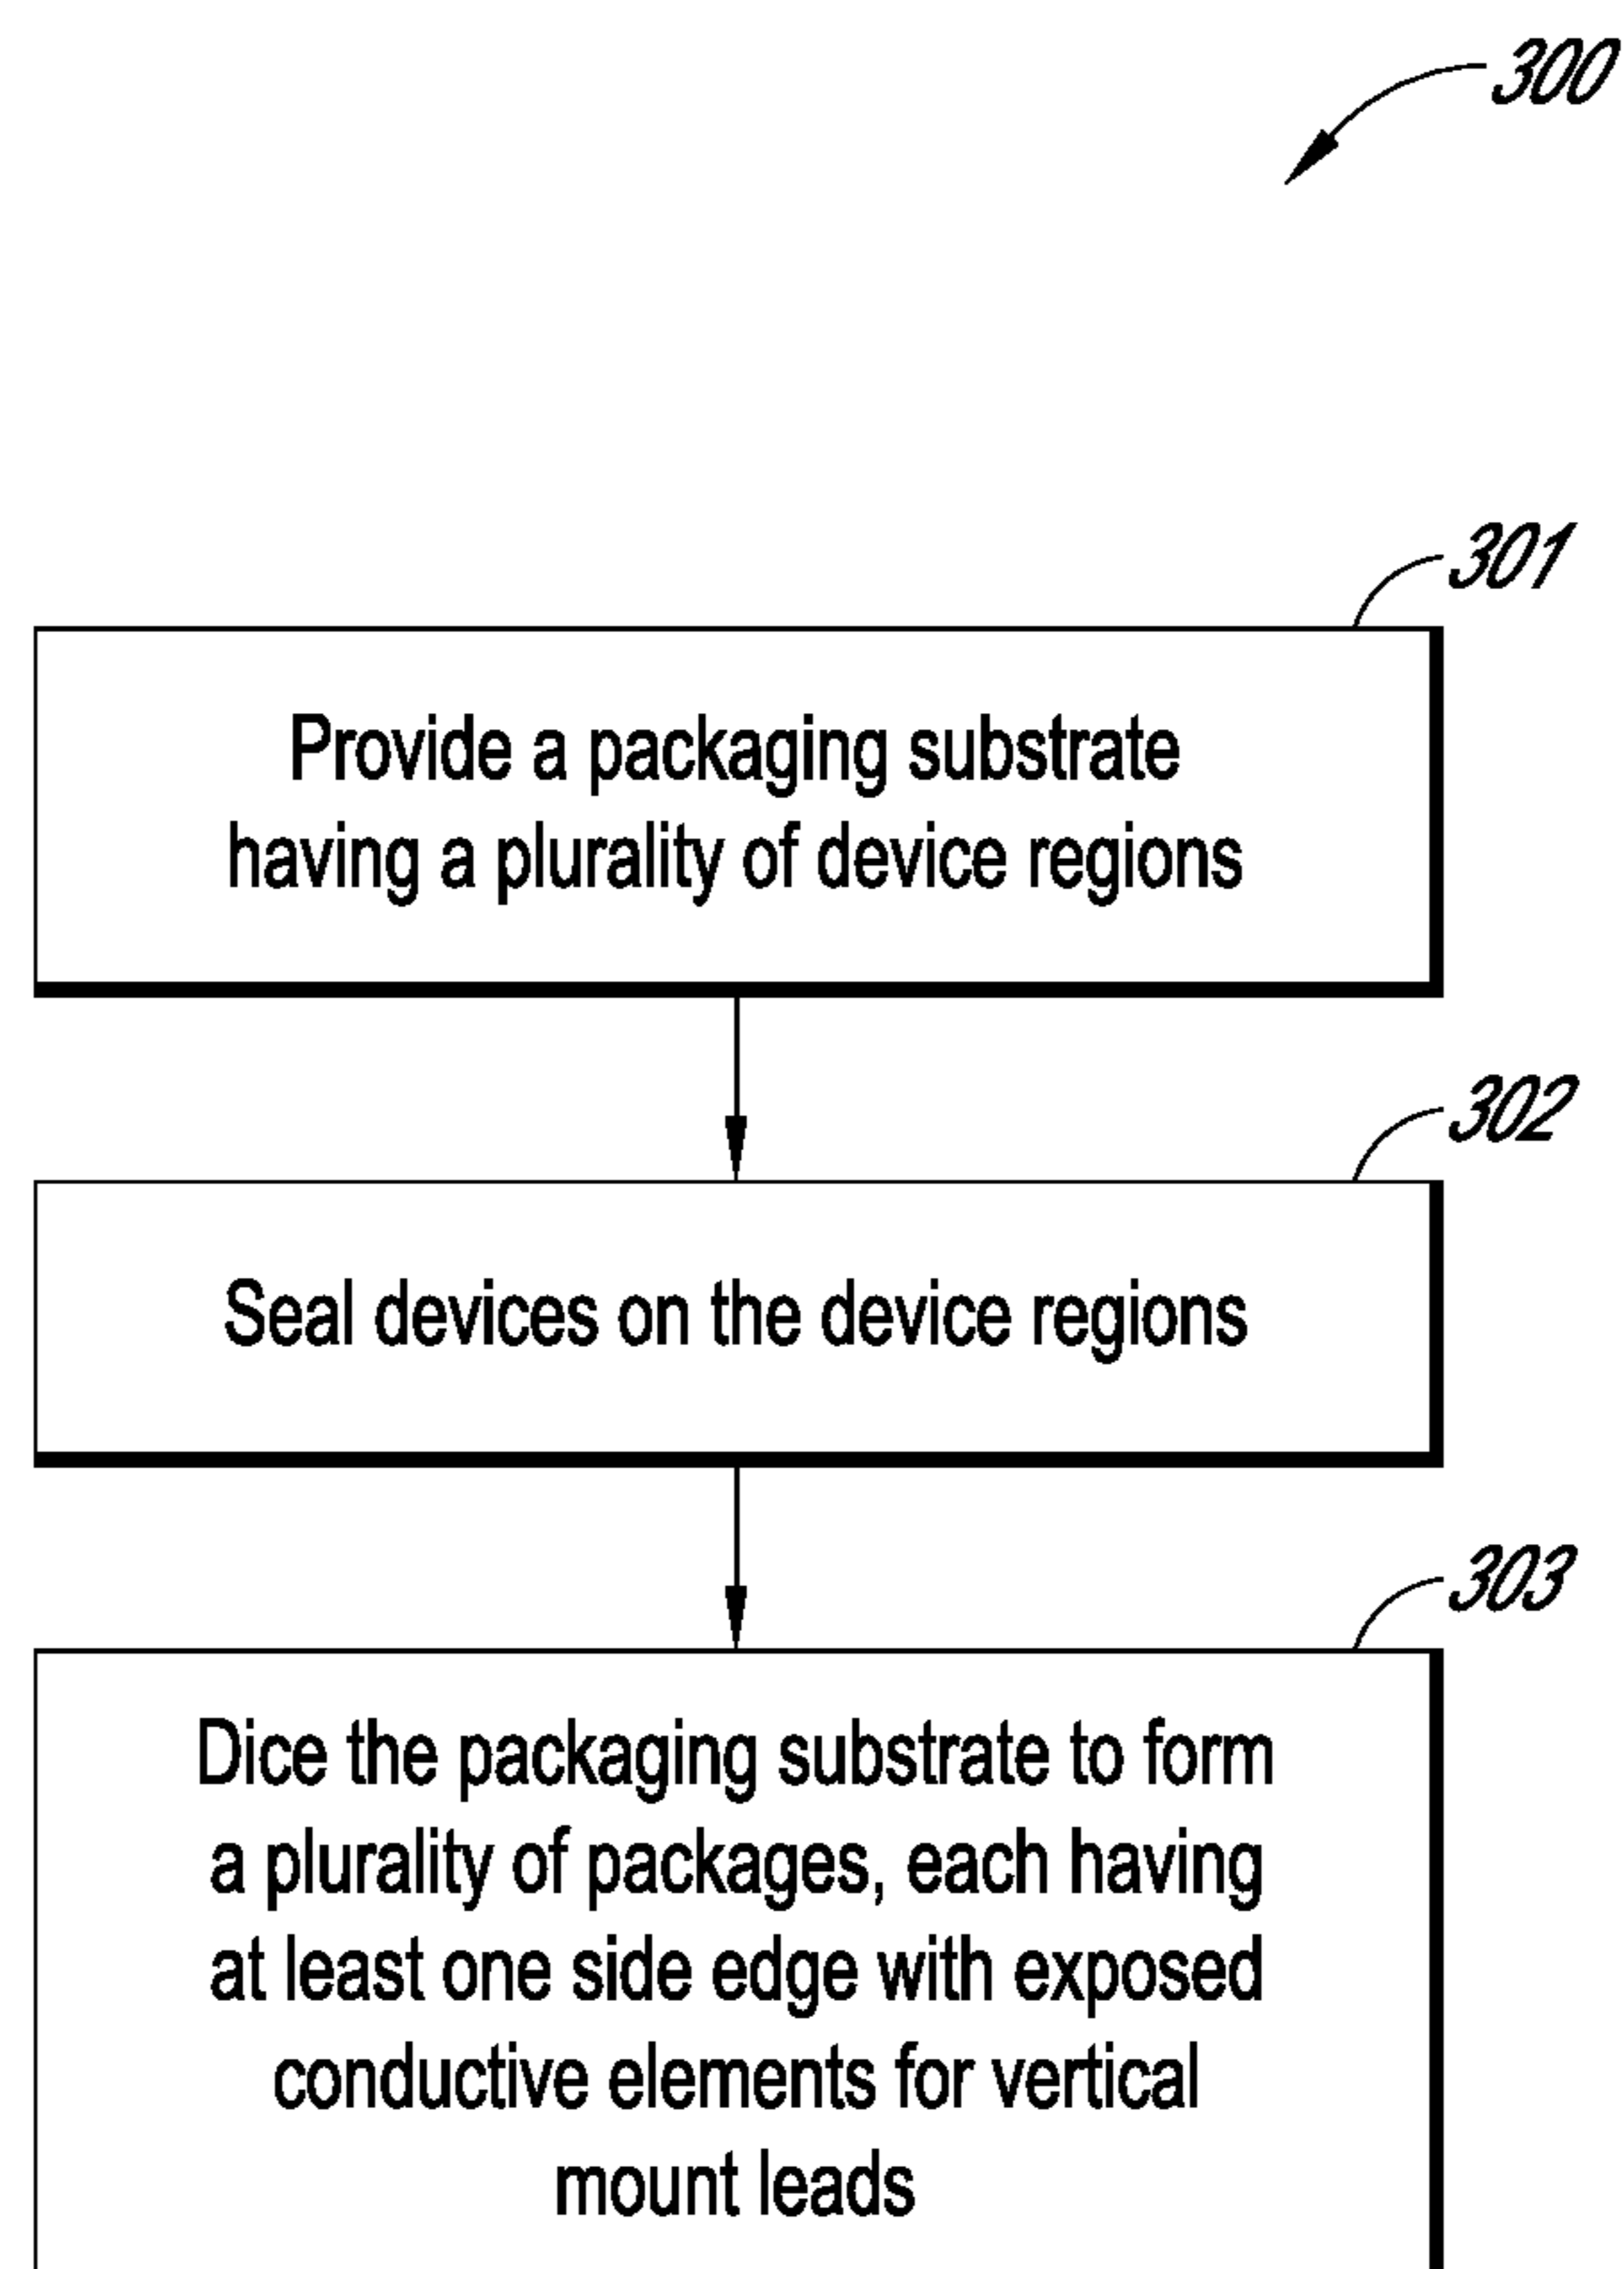 300
301
Provide a packaging substrate
having a plurality of device regions
302
Seal devices on the device regions
303
Dice the packaging substrate to form
a plurality of packages, each having
at least one side edge with exposed
conductive elements for vertical
mount leads